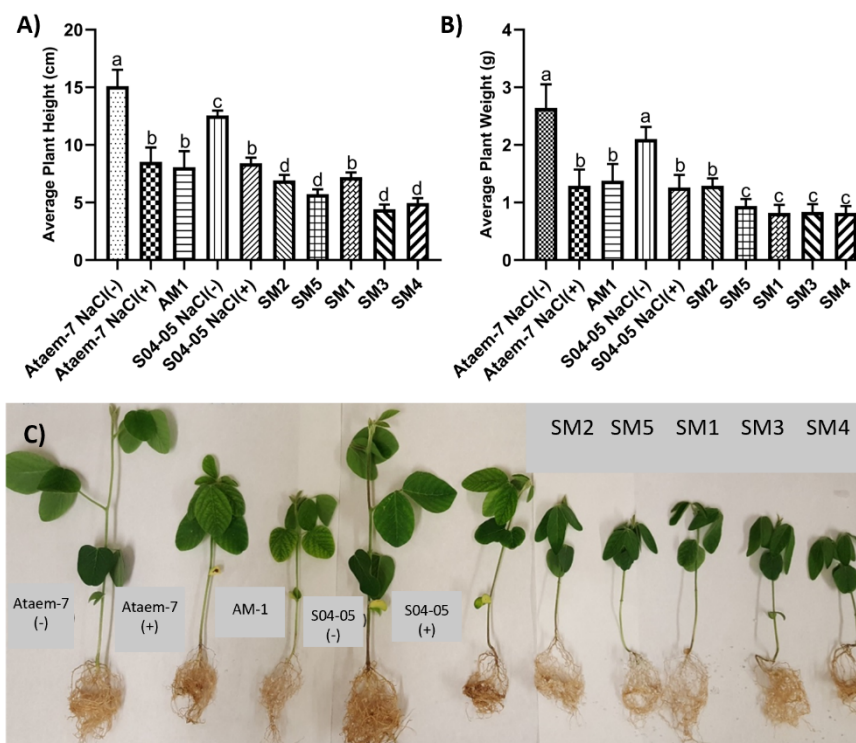 A)
Average Plant Height (cm)
20
15
10
5
0
a
b
b
c
b
d
d
b
d
d
Ataem-7 NaCl(-)
Ataem-7 NaCl(+)
AM1
S04-05 NaCl(-)
S04-05 NaCl(+)
SM2
SM5
SM1
SM3
SM4
B)
Average Plant Weight (g)
4
3
2
1
0
a
b
b
a
b
b
c
c
c
c
Ataem-7 NaCl(-)
Ataem-7 NaCl(+)
AM1
S04-05 NaCl(-)
S04-05 NaCl(+)
SM2
SM5
SM1
SM3
SM4
C)
SM2 SM5 SM1 SM3 SM4
Ataem-7
(-)
Ataem-7
(+)
AM-1
S04-05
(-)
S04-05
(+)